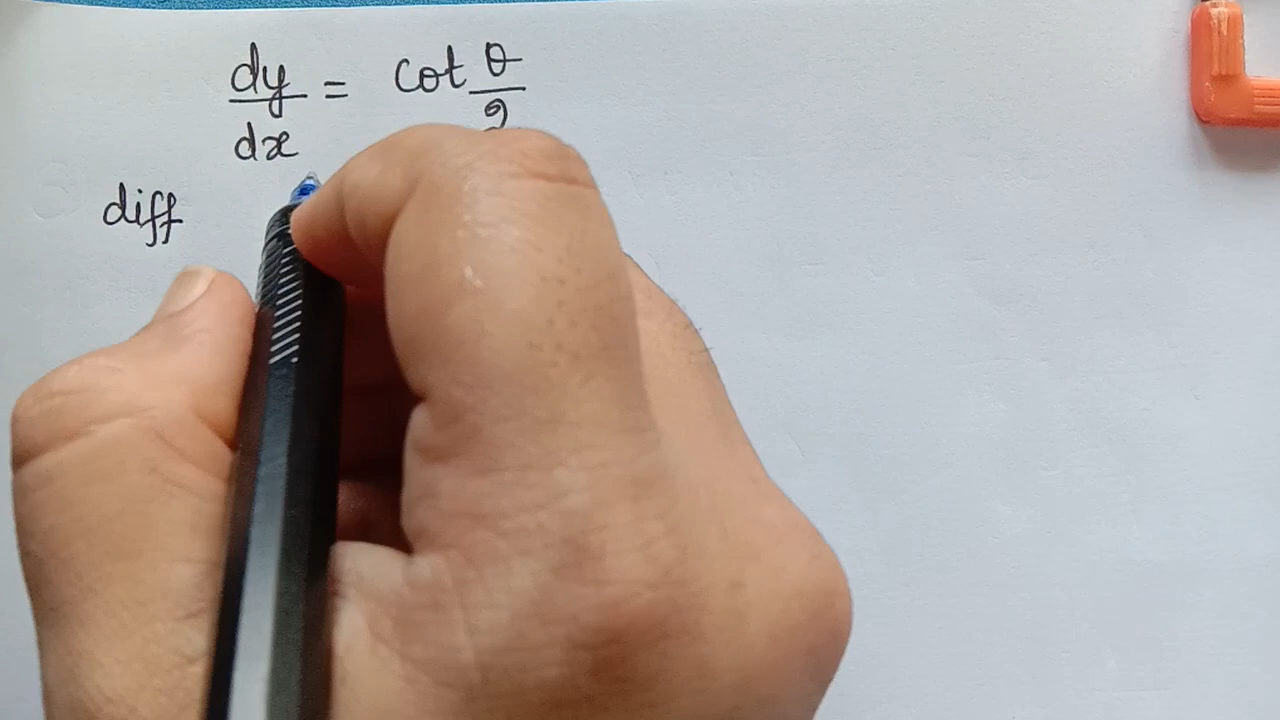 dy/dx = cot θ/2
diff